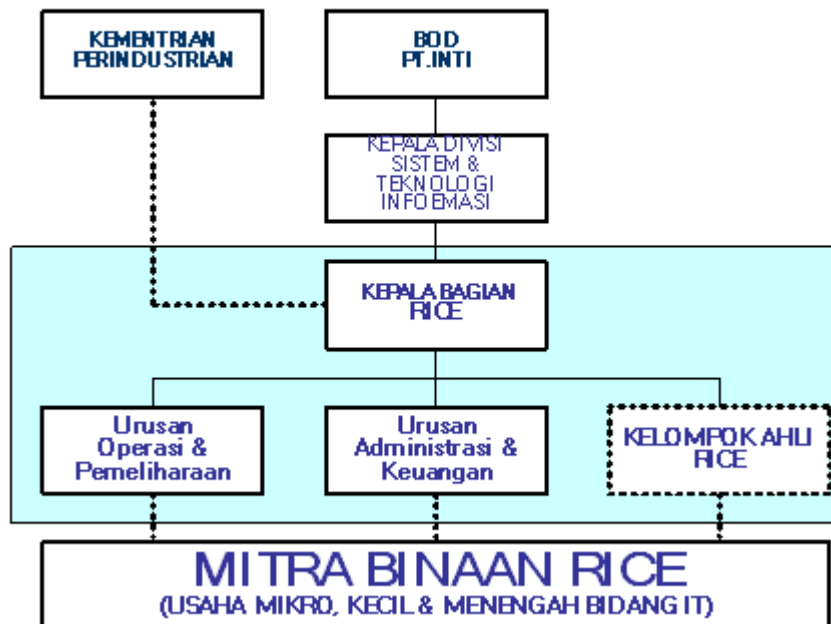 KEMENTRIAN
PERINDUSTRIAN
BOD
PT.INTI
KEPALA DIVISI
SISTEM &
TEKNOLOGI
INFOEMASI
KEPALA BAGIAN
RICE
Urusan
Operasi &
Pemeliharaan
Urusan
Administrasi &
Keuangan
KELOMPOK AHLI
RICE
MITRA BINAAN RICE
(USAHA MIKRO, KECIL & MENENGAH BIDANG IT)